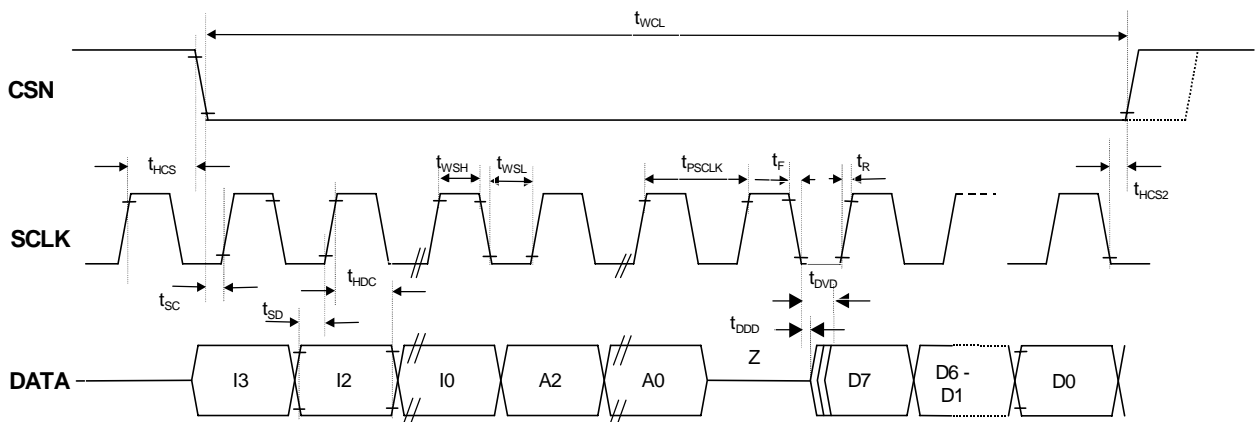 tWCL
CSN
tHCS
tWSH
tWSL
tPSCLK
tF
tR
tHCS2
SCLK
tSC
tSD
tHDC
tDVD
tDDD
Z
DATA
I3
I2
I0
A2
A0
D7
D6 -
D1
D0